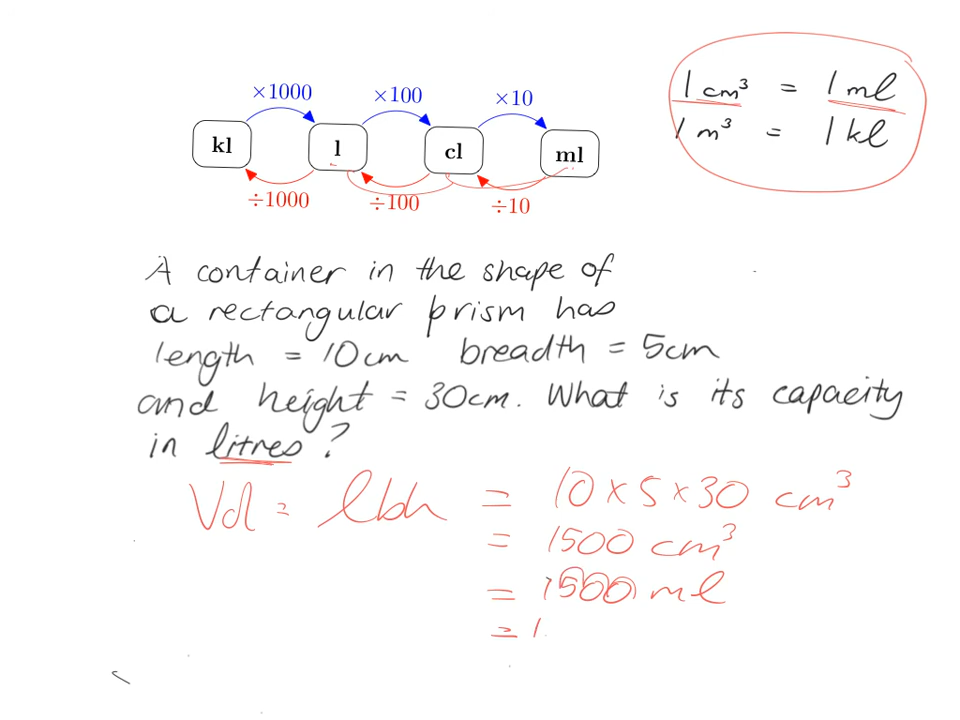 ×1000 ×100 ×10
kl l cl ml
÷1000 ÷100 ÷10
1 cm³ = 1 ml
1 m³ = 1 kl
A container in the shape of
a rectangular prism has
length = 10cm breadth = 5cm
and height = 30cm. What is its capacity
in litres?
Vol = lbh = 10 × 5 × 30 cm³
= 1500 cm³
= 1500 ml
= 1.